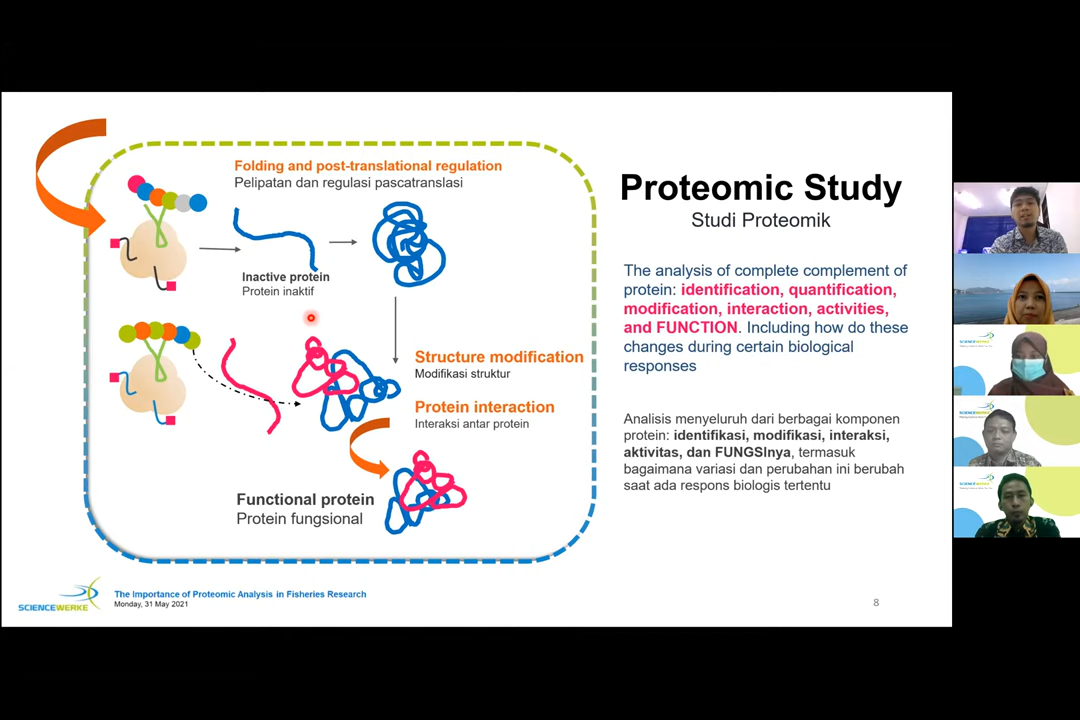 Folding and post-translational regulation
Pelipatan dan regulasi pascatranslasi
Inactive protein
Protein inaktif
Structure modification
Modifikasi struktur
Protein interaction
Interaksi antar protein
Functional protein
Protein fungsional
Proteomic Study
Studi Proteomik
The analysis of complete complement of
protein: identification, quantification,
modification, interaction, activities,
and FUNCTION. Including how do these
changes during certain biological
responses
Analisis menyeluruh dari berbagai komponen
protein: identifikasi, modifikasi, interaksi,
aktivitas, dan FUNGSInya, termasuk
bagaimana variasi dan perubahan ini berubah
saat ada respons biologis tertentu
SCIENCEWERKE
The Importance of Proteomic Analysis in Fisheries Research
Monday, 31 May 2021
8
SCIENCEWERKE
SCIENCEWERKE
SCIENCEWERKE